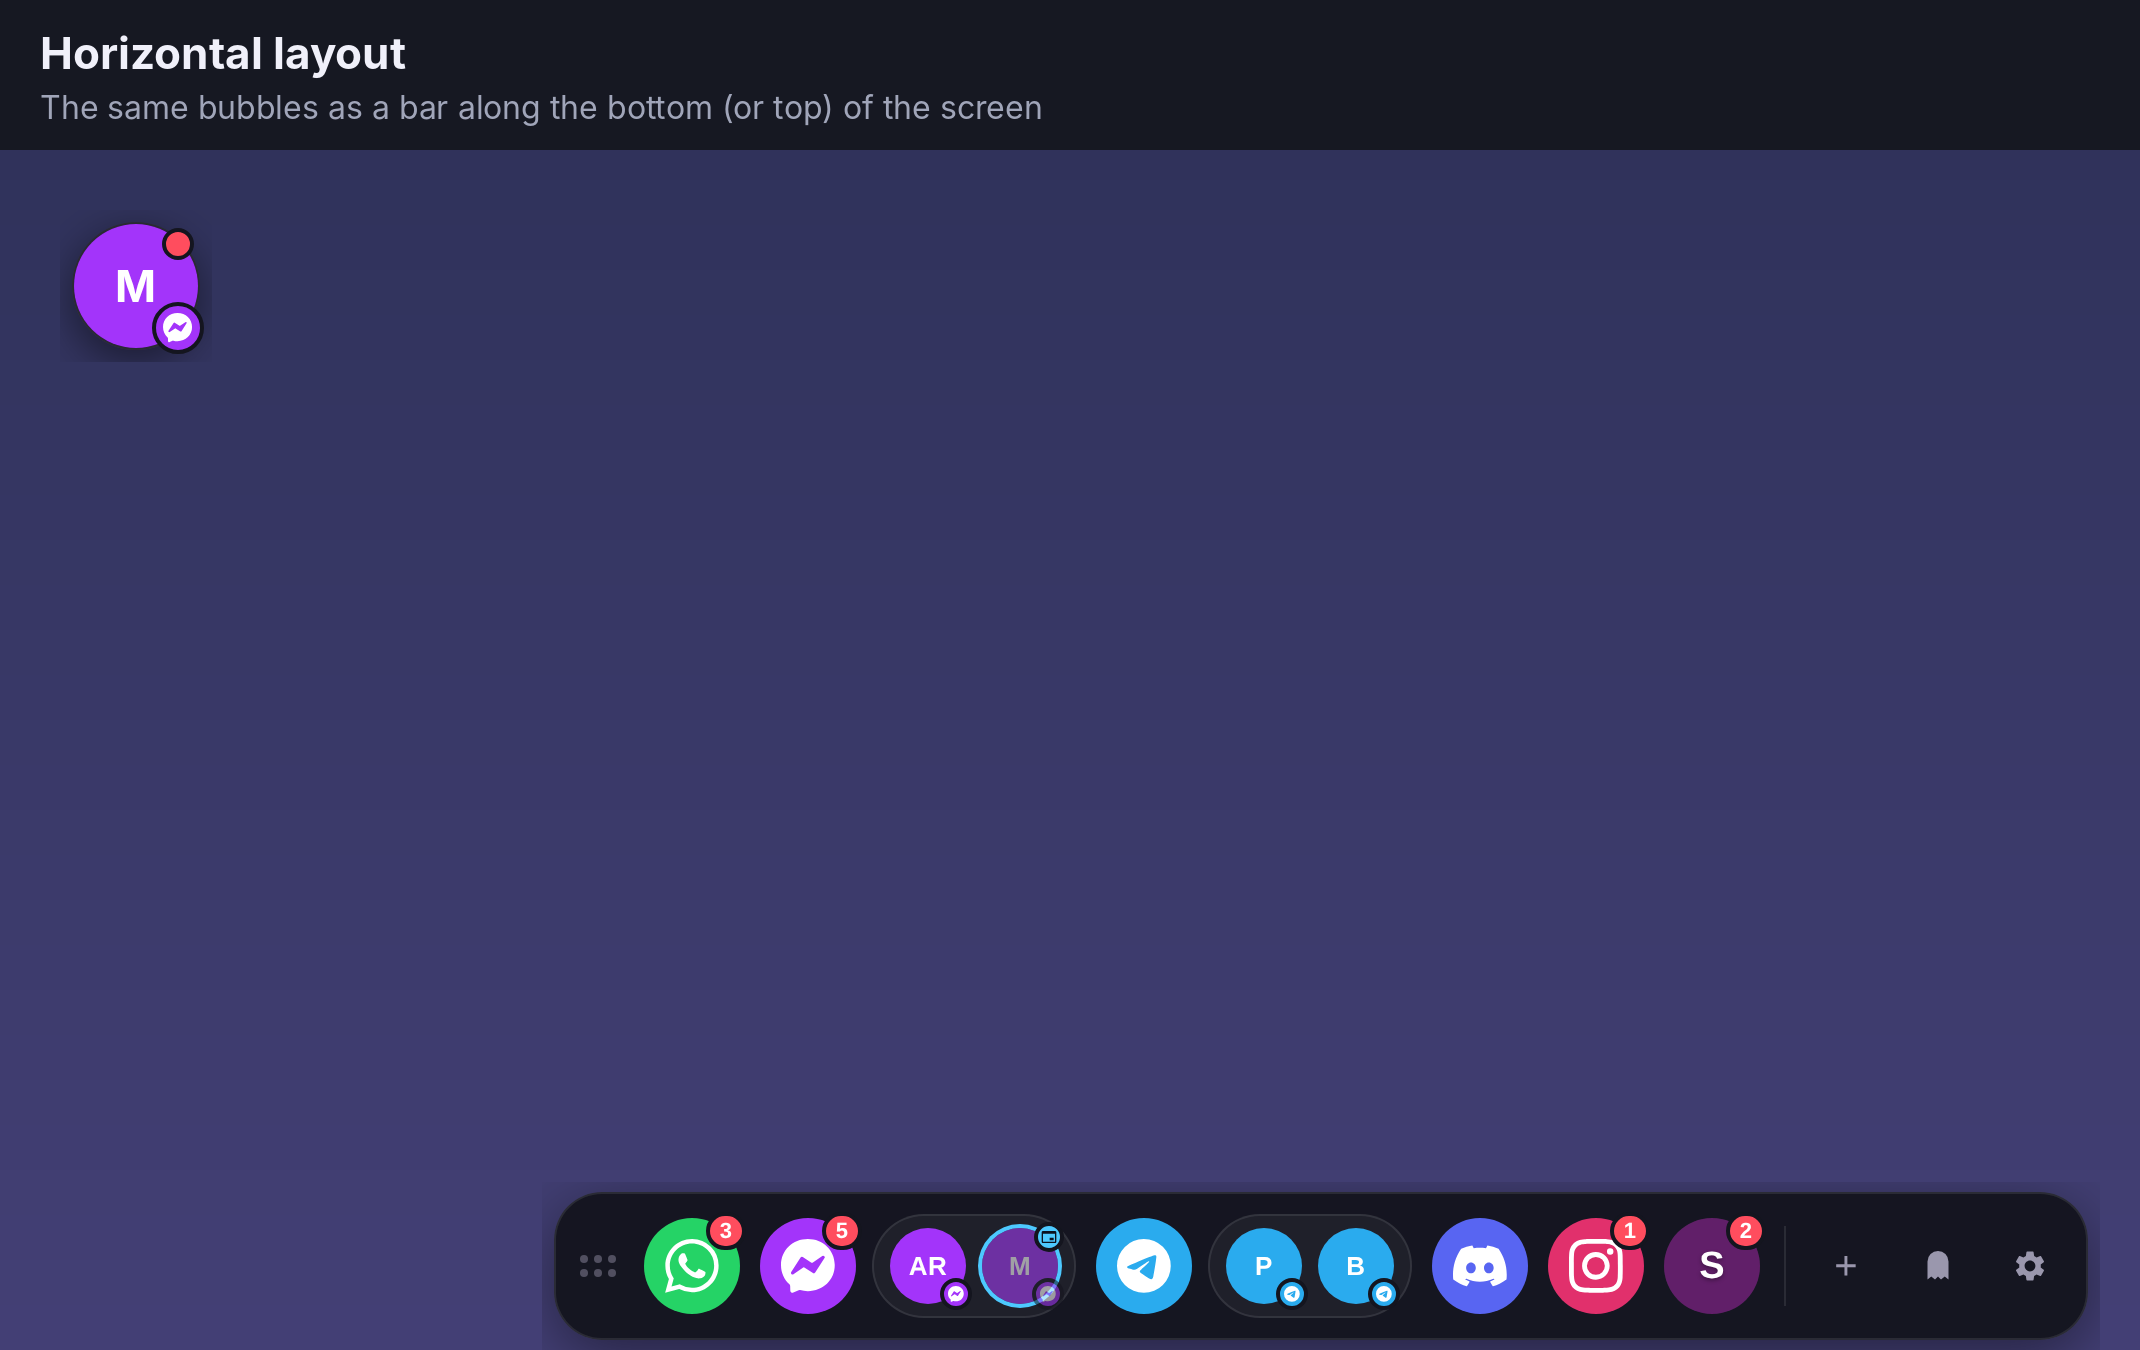 Horizontal layout
The same bubbles as a bar along the bottom (or top) of the screen
M
3 5 AR M P B 1 S 2